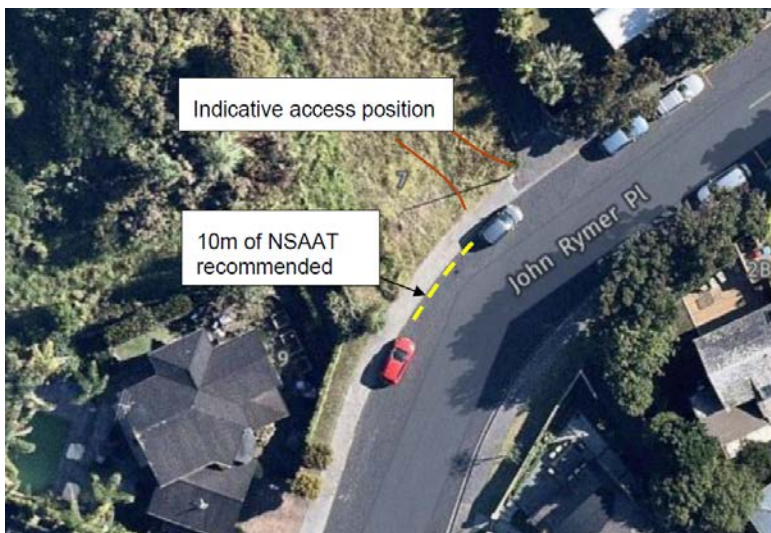 Indicative access position
7
10m of NSAAT
recommended
John Rymer Pl
2B
9